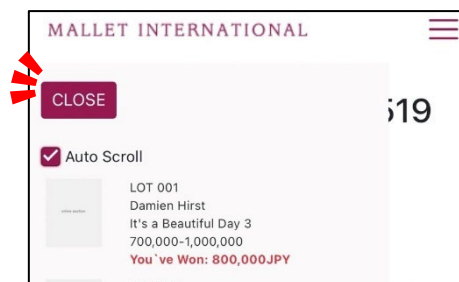 MALLET INTERNATIONAL
CLOSE
519
Auto Scroll
LOT 001
Damien Hirst
It's a Beautiful Day 3
700,000-1,000,000
You`ve Won: 800,000JPY